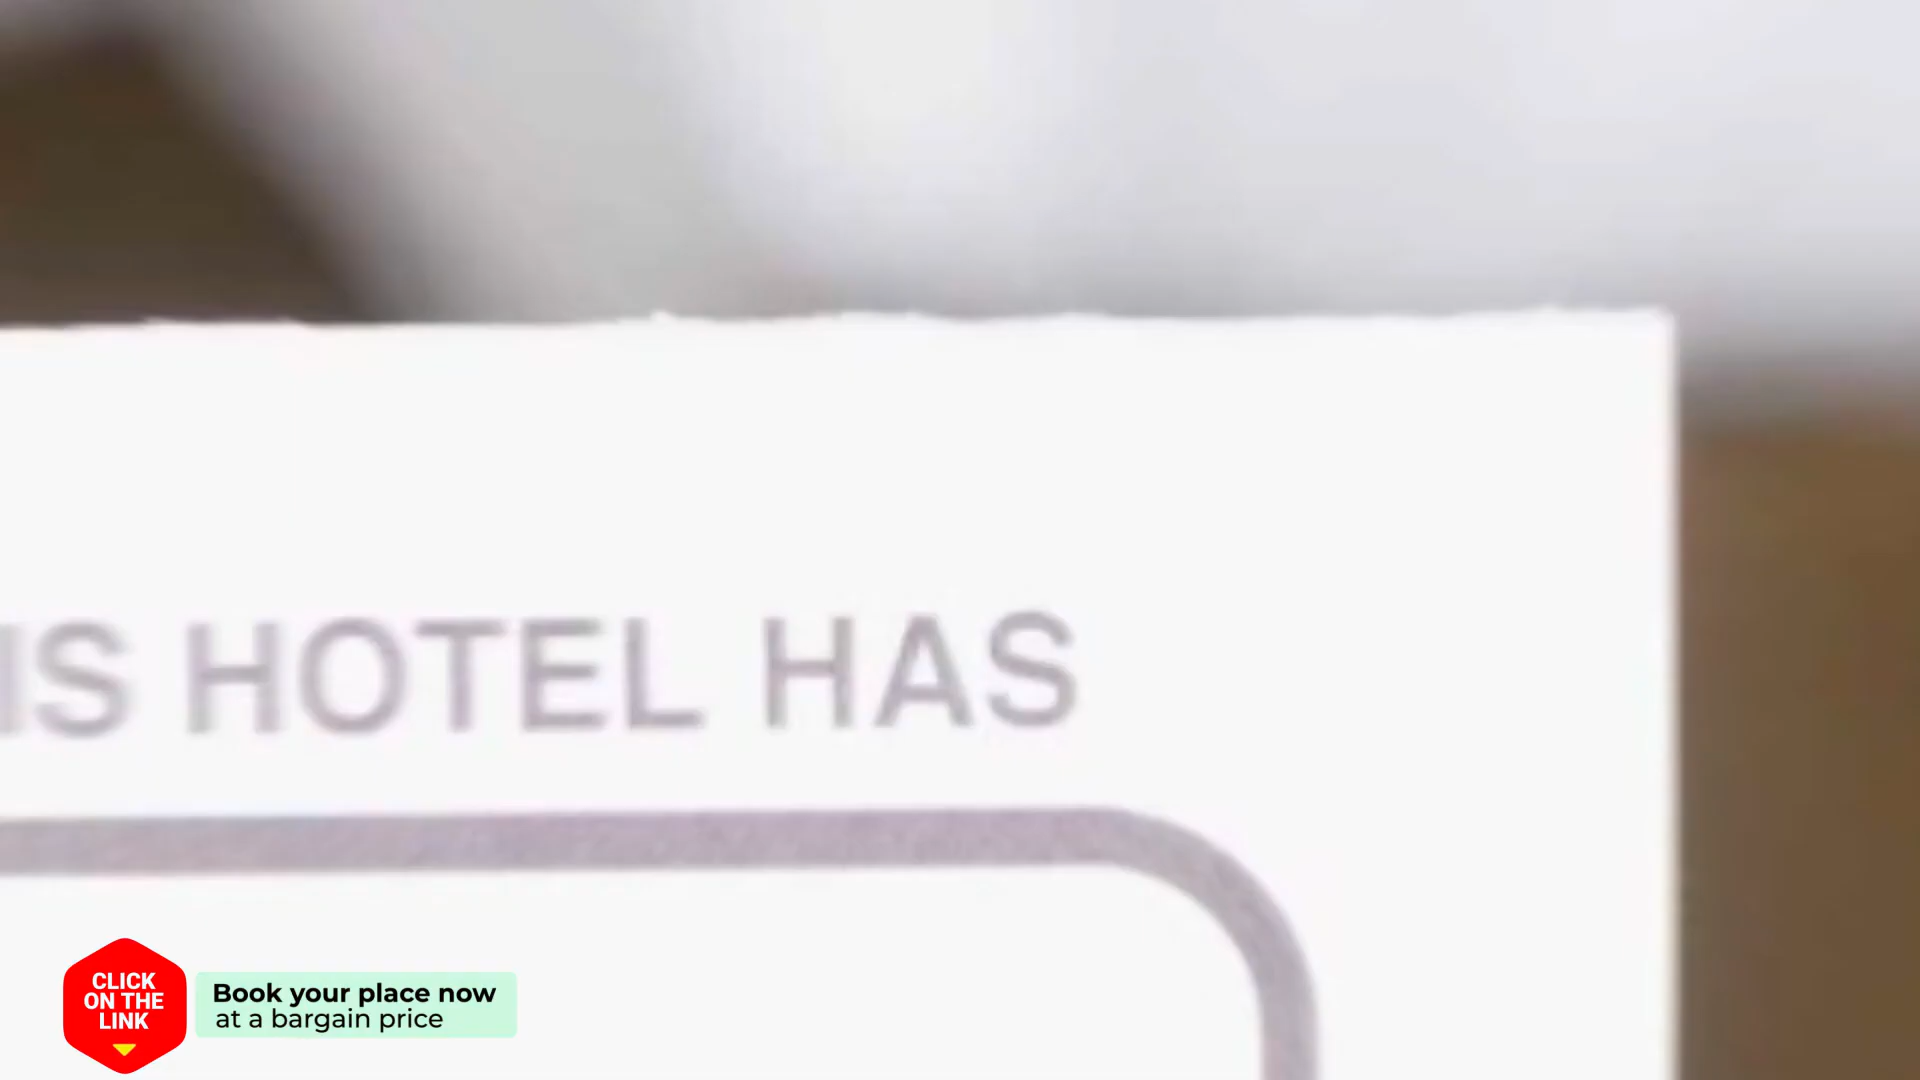 IS HOTEL HAS
CLICK
ON THE
LINK
Book your place now
at a bargain price